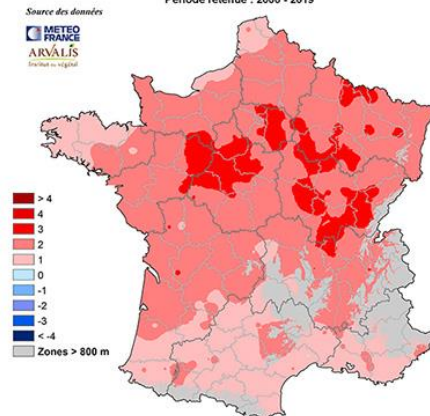 Période retenue : 2000 - 2019
Source des données
METEO
FRANCE
ARVALIS
Institut du végétal
> 4
4
3
2
1
0
-1
-2
-3
< -4
Zones > 800 m